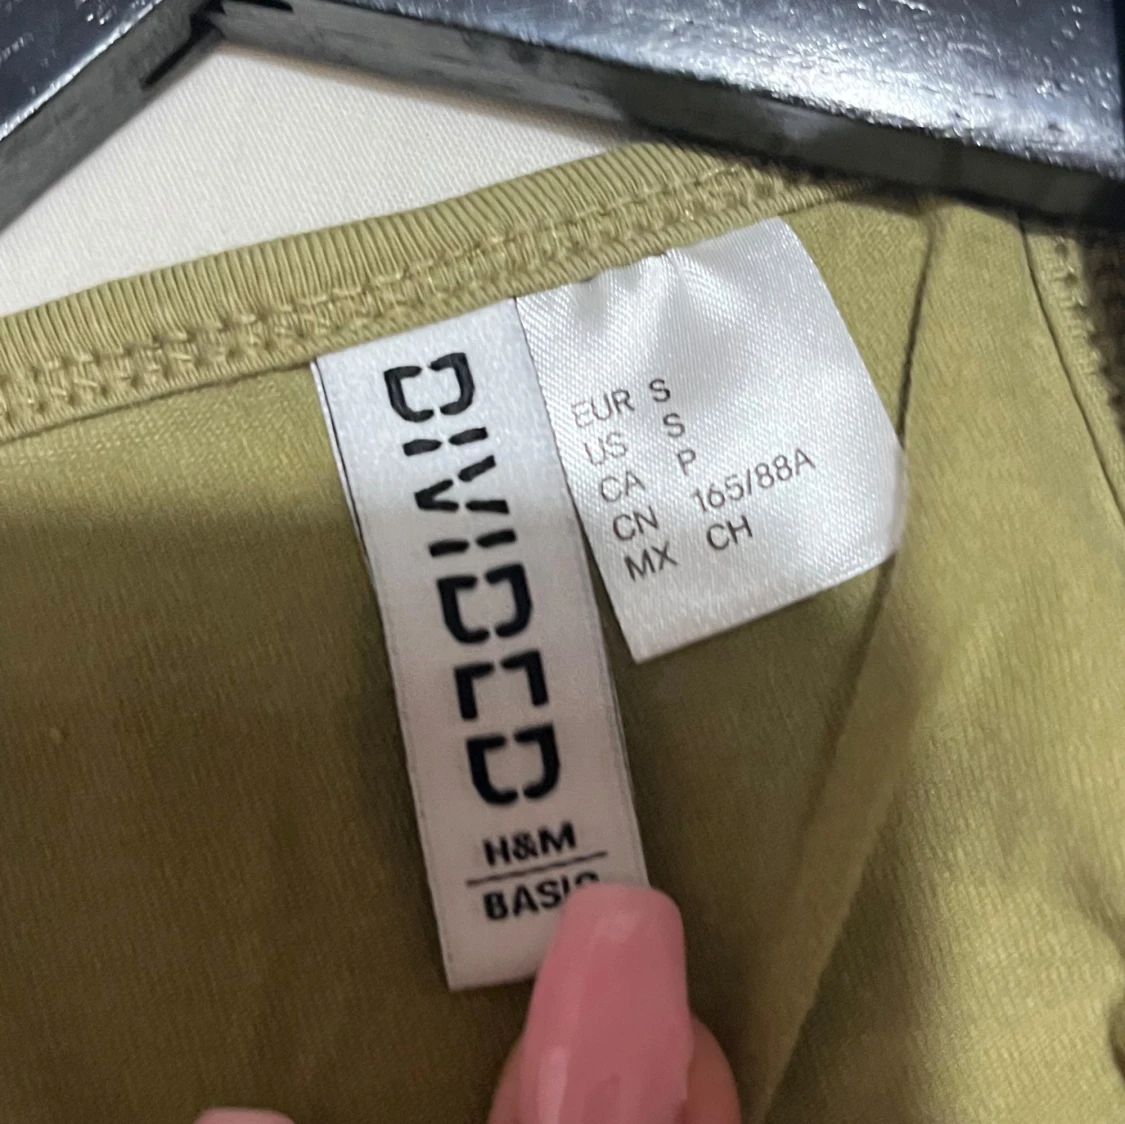 DIVIDED
H&M
BASIC
EUR S
US S
CA P
CN 165/88A
MX CH